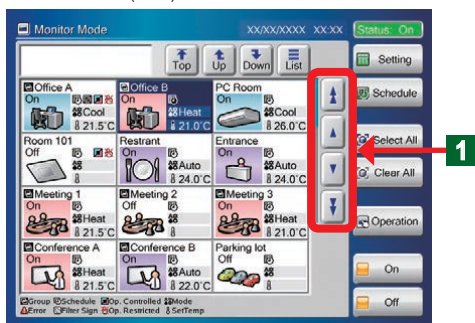 Monitor Mode
XX/XX/XXXX XX:XX
Status: On
Top
Up
Down
List
Setting
Office A
On
Cool
21.5°C
Office B
On
Heat
21.0°C
PC Room
On
Cool
26.0°C
Schedule
Room 101
Off
Restrant
On
Auto
24.0°C
Entrance
On
Auto
24.0°C
Select All
1
Clear All
Meeting 1
On
Heat
21.5°C
Meeting 2
Off
Meeting 3
On
Heat
21.0°C
Operation
Conference A
On
Heat
21.5°C
Conference B
On
Auto
22.0°C
Parking lot
Off
On
Group Schedule Op. Controlled Mode
Error Filter Sign Op. Restricted SetTemp
Off